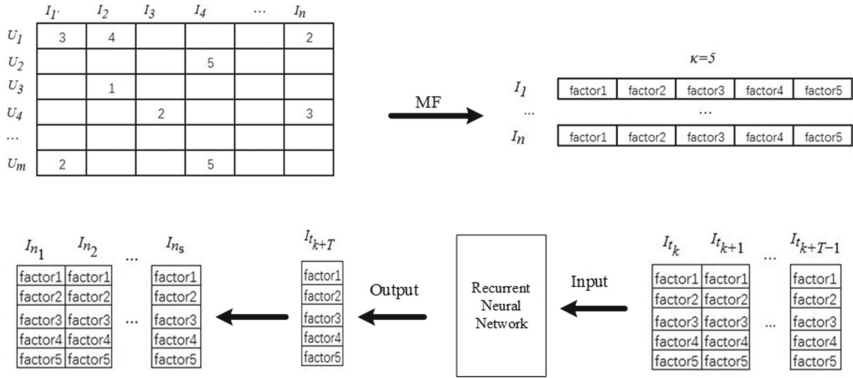 I1. I2 I3 I4 ... In
U1 3 4 2
U2 5
U3 1
U4 2 3
...
Um 2 5
MF
κ=5
I1 factor1 factor2 factor3 factor4 factor5
... ...
In factor1 factor2 factor3 factor4 factor5
In1 In2 ... Ins
factor1 factor1 factor1
factor2 factor2 factor2
factor3 factor3 ... factor3
factor4 factor4 factor4
factor5 factor5 factor5
Itk+T
factor1
factor2
factor3
factor4
factor5
Output
Recurrent
Neural
Network
Input
Itk Itk+1 ... Itk+T−1
factor1 factor1 factor1
factor2 factor2 factor2
factor3 factor3 ... factor3
factor4 factor4 factor4
factor5 factor5 factor5